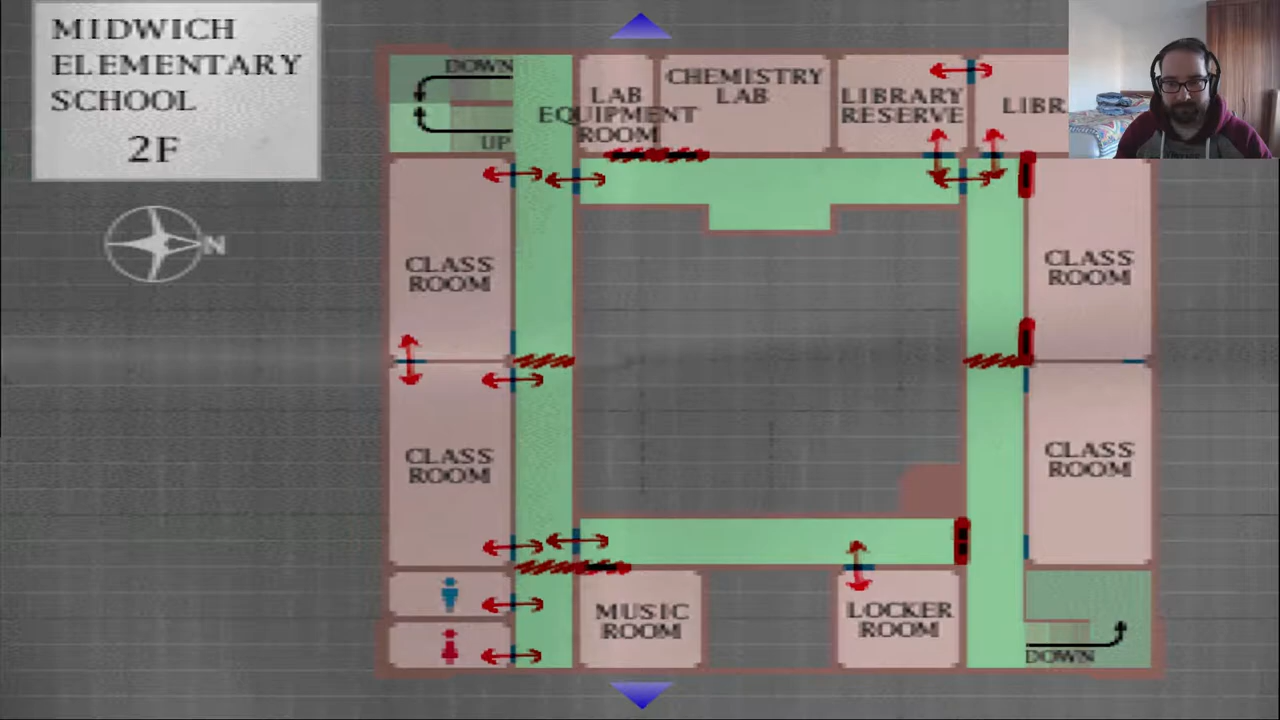 MIDWICH
ELEMENTARY
SCHOOL
2F
N
DOWN
UP
LAB
EQUIPMENT
ROOM
CHEMISTRY
LAB
LIBRARY
RESERVE
LIBR
CLASS
ROOM
CLASS
ROOM
CLASS
ROOM
CLASS
ROOM
MUSIC
ROOM
LOCKER
ROOM
DOWN